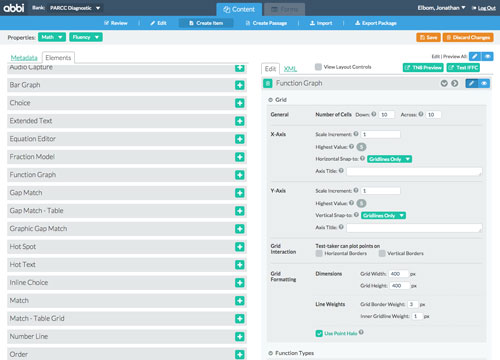 abbi Bank: PARCC Diagnostic Content Forms Elbom, Jonathan Log Out
Review Edit Create Item Create Passage Import Export Package
Properties: Math Fluency Save Discard Changes
Metadata Elements
Audio Capture
Bar Graph
Choice
Extended Text
Equation Editor
Fraction Model
Function Graph
Gap Match
Gap Match - Table
Graphic Gap Match
Hot Spot
Hot Text
Inline Choice
Match
Match - Table Grid
Number Line
Order
Edit | Preview All:
Edit XML View Layout Controls TN8 Preview Test IFFC
Function Graph
Grid
General Number of Cells Down: 10 Across: 10
X-Axis Scale Increment: 1
Highest Value: 5
Horizontal Snap-to: Gridlines Only
Axis Title:
Y-Axis Scale Increment: 1
Highest Value: 5
Vertical Snap-to: Gridlines Only
Axis Title:
Grid Interaction Test-taker can plot points on
Horizontal Borders Vertical Borders
Grid Formatting Dimensions Grid Width: 400 px
Grid Height: 400 px
Line Weights Grid Border Weight: 3 px
Inner Gridline Weight: 1 px
Use Point Halo
Function Types